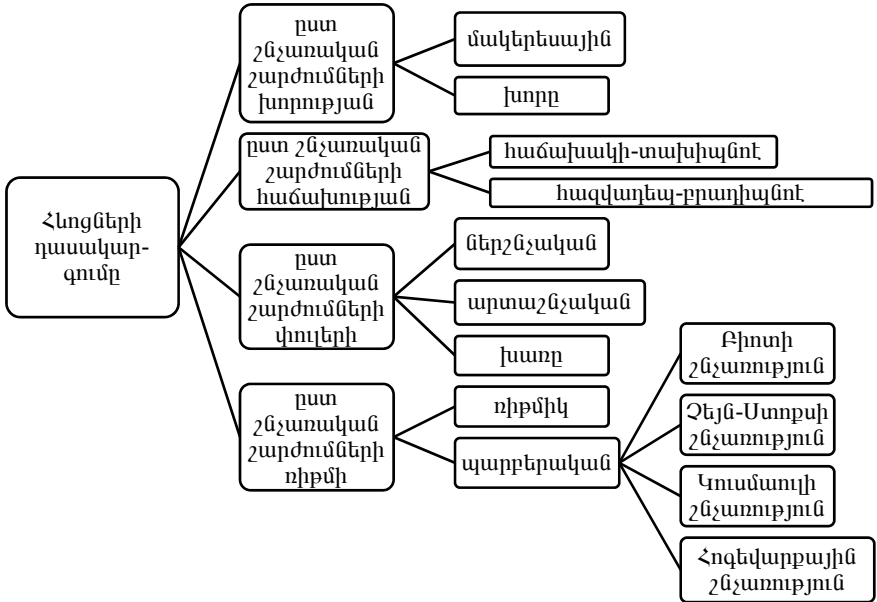 Հևոցների
դասակար-
գումը
ըստ
շնչառական
շարժումների
խորության
մակերեսային
խորը
ըստ շնչառական
շարժումների
հաճախության
հաճախակի-տախիպնոէ
հազվադեպ-բրադիպնոէ
ըստ
շնչառական
շարժումների
փուլերի
ներշնչական
արտաշնչական
խառը
ըստ
շնչառական
շարժումների
ռիթմի
ռիթմիկ
պարբերական
Բիոտի
շնչառություն
Չեյն-Ստոքսի
շնչառություն
Կուսմաուլի
շնչառություն
Հոգեվարքային
շնչառություն